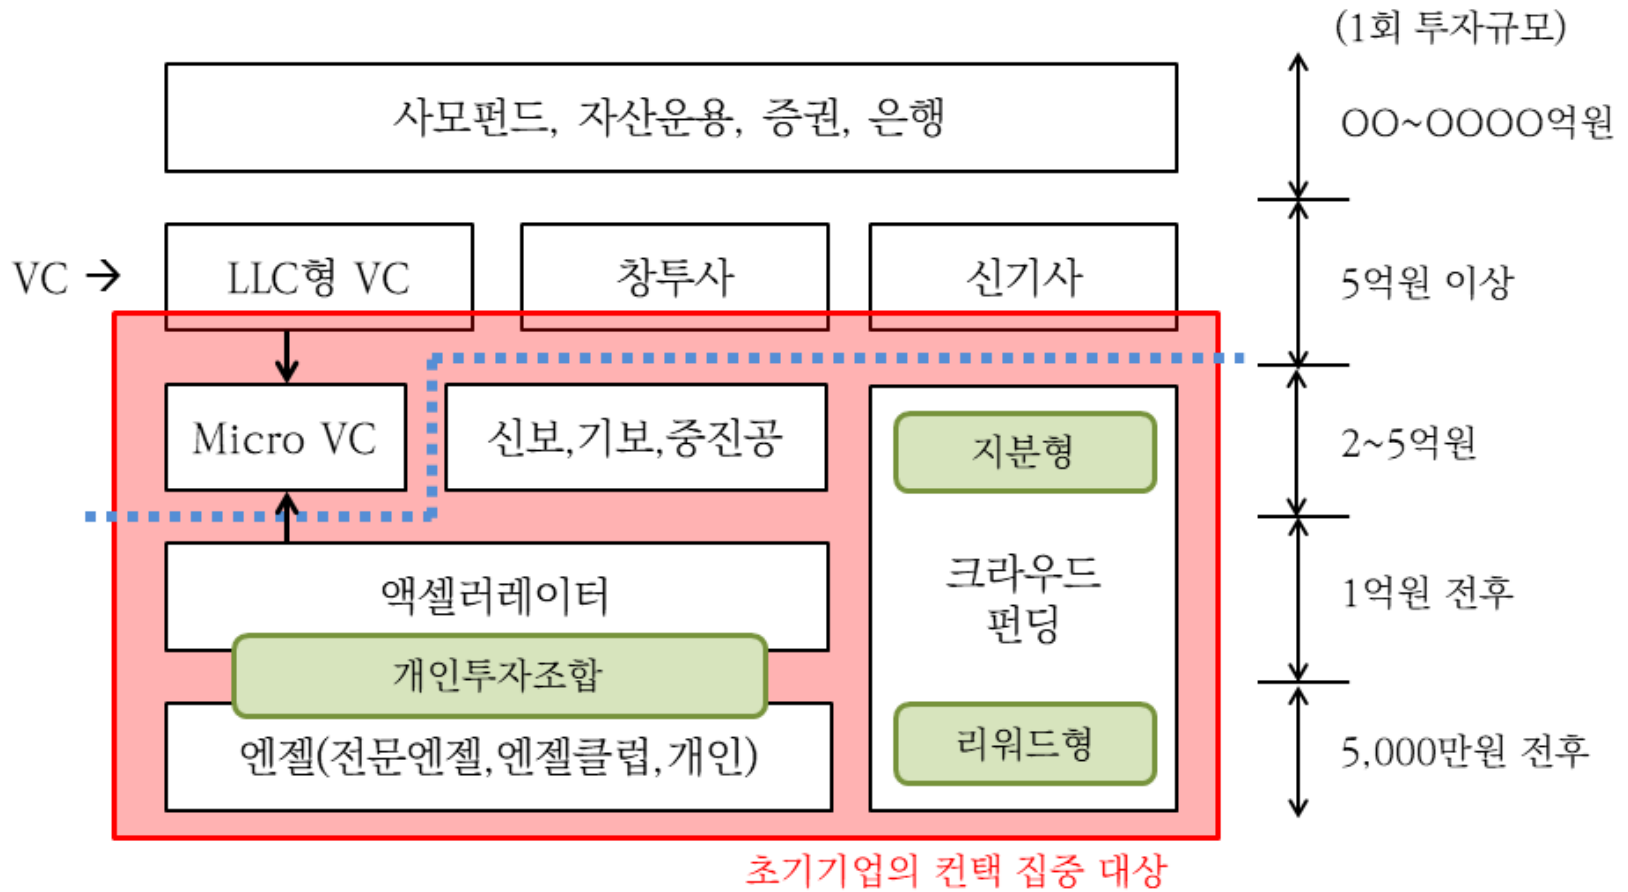 (1회 투자규모)
사모펀드, 자산운용, 증권, 은행
OO~OOOO억원
VC →
LLC형 VC
창투사
신기사
5억원 이상
Micro VC
신보,기보,중진공
지분형
2~5억원
액셀러레이터
크라우드
펀딩
1억원 전후
개인투자조합
엔젤(전문엔젤,엔젤클럽,개인)
리워드형
5,000만원 전후
초기기업의 컨택 집중 대상